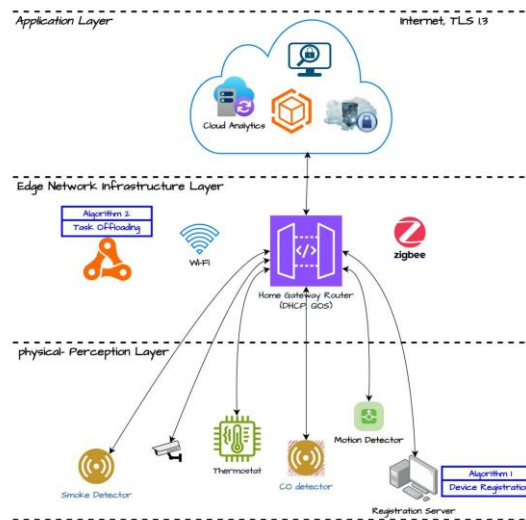 Application Layer
Internet, TLS 1.3
Cloud Analytics
Edge Network Infrastructure Layer
Algorithm 2
Task Offloading
Wi-Fi
zigbee
Home Gateway Router
(DHCP, QOS)
physical- Perception Layer
Motion Detector
Thermostat
CO detector
Smoke Detector
Algorithm 1
Device Registration
Registration Server